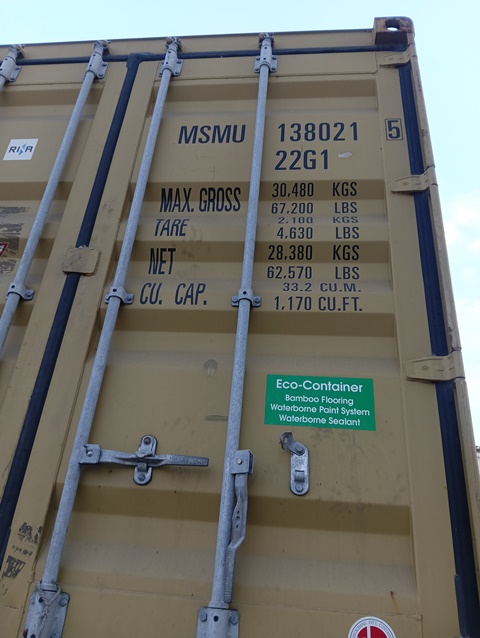 MSMU 138021 5
22G1
MAX. GROSS 30,480 KGS
67,200 LBS
TARE 2.100 KGS
4,630 LBS
NET 28,380 KGS
62,570 LBS
CU. CAP. 33.2 CU.M.
1,170 CU.FT.
RINA
Eco-Container
Bamboo Flooring
Waterborne Paint System
Waterborne Sealant